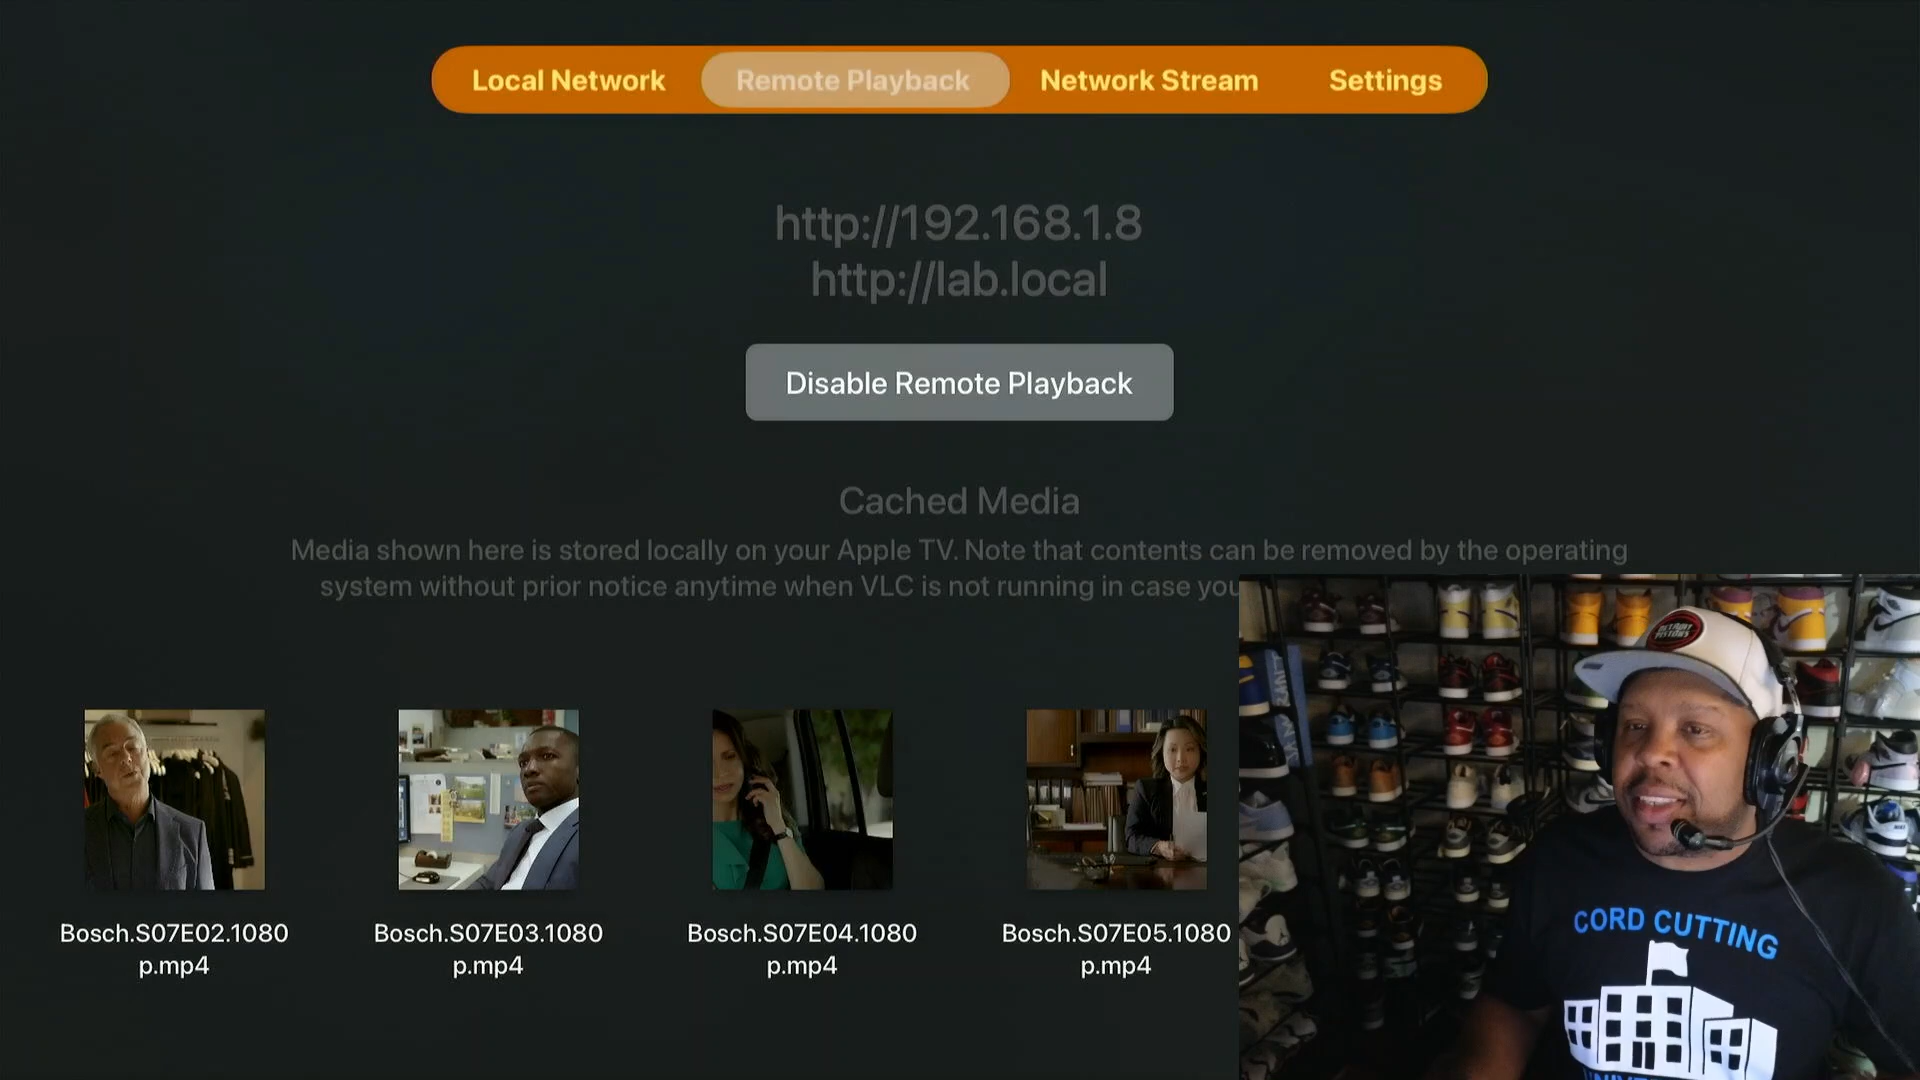 Local Network
Remote Playback
Network Stream
Settings
http://192.168.1.8
http://lab.local
Disable Remote Playback
Cached Media
Media shown here is stored locally on your Apple TV. Note that contents can be removed by the operating
system without prior notice anytime when VLC is not running in case you
Bosch.S07E02.1080
p.mp4
Bosch.S07E03.1080
p.mp4
Bosch.S07E04.1080
p.mp4
Bosch.S07E05.1080
p.mp4
DETROIT
PISTONS
CORD CUTTING